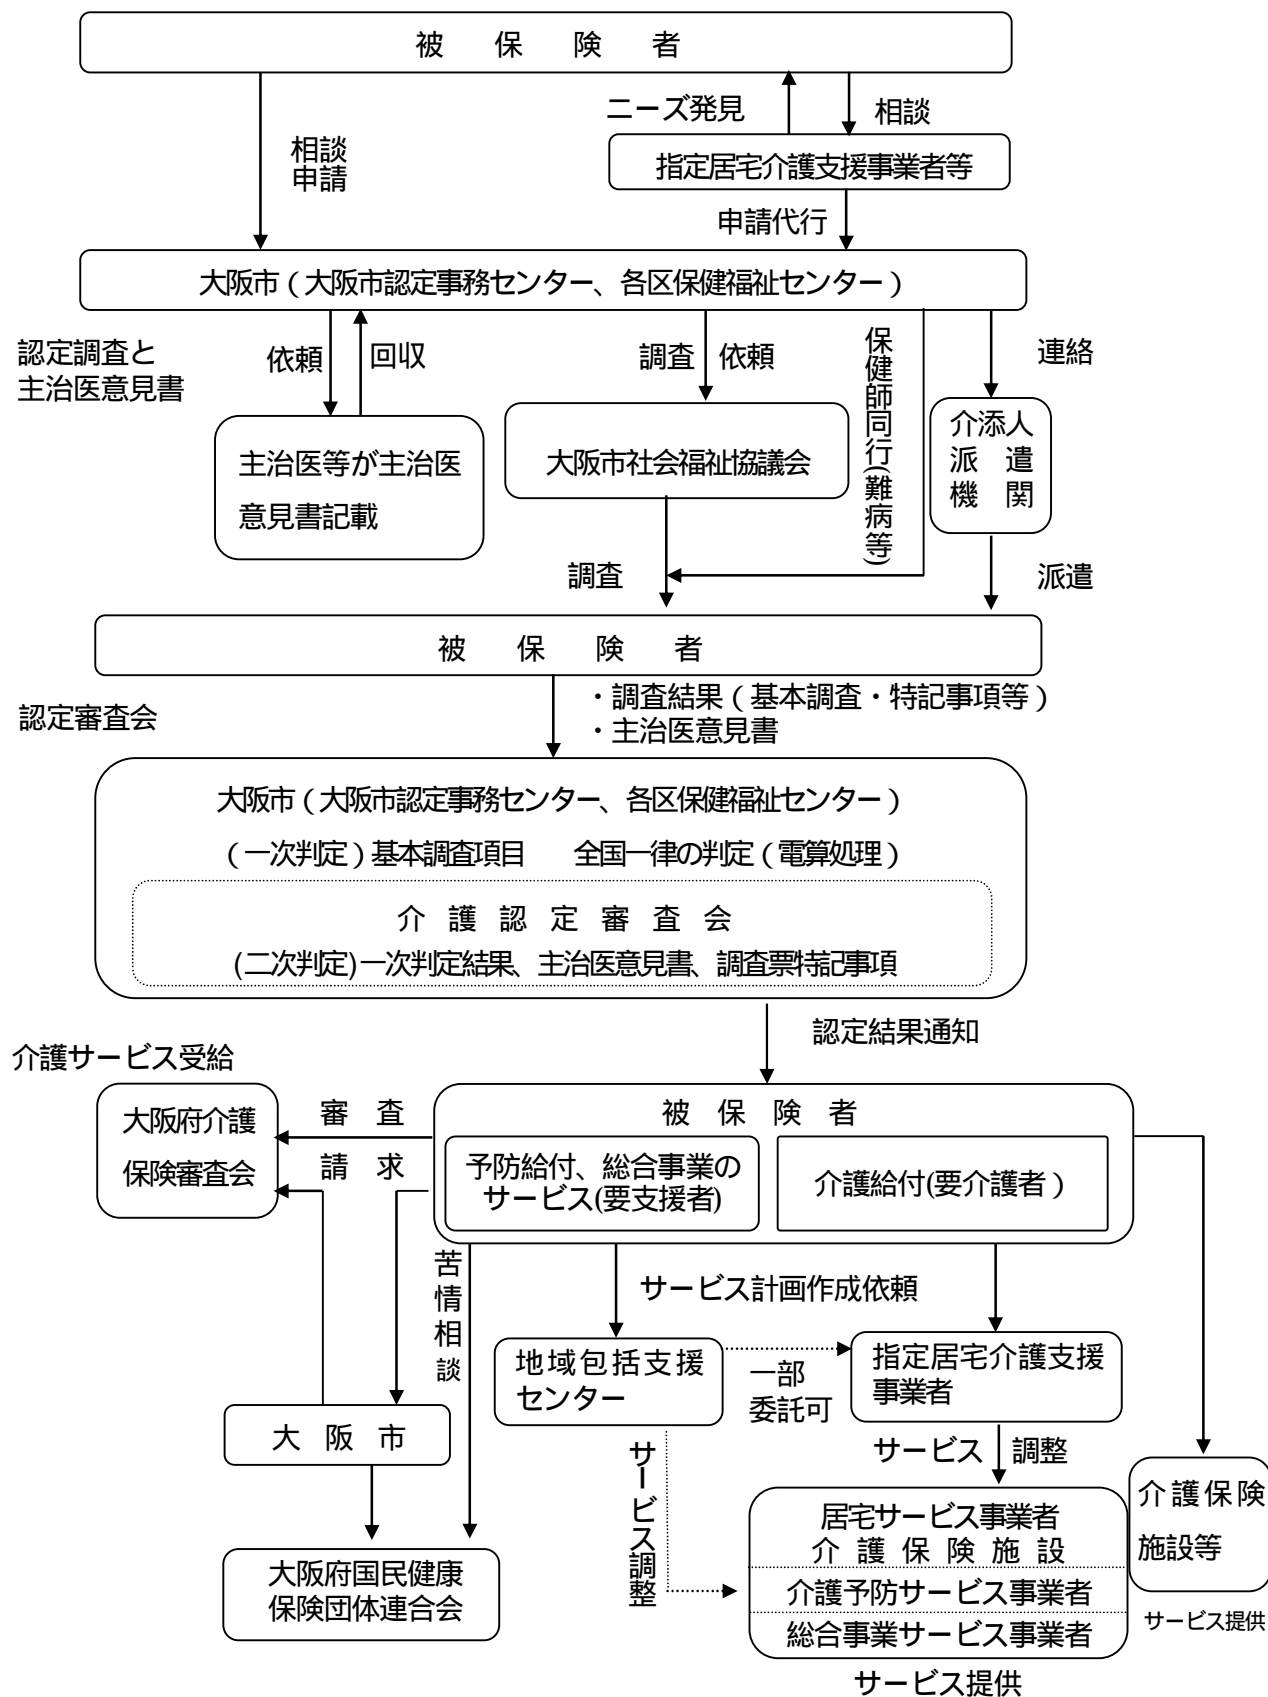 被　保　険　者
ニーズ発見
相談
相談
申請
指定居宅介護支援事業者等
申請代行
大阪市（大阪市認定事務センター、各区保健福祉センター）
認定調査と
主治医意見書
依頼
回収
調査
依頼
保健師同行(難病等)
連絡
主治医等が主治医
意見書記載
大阪市社会福祉協議会
介添人
派　遣
機　関
調査
派遣
被　保　険　者
認定審査会
・調査結果（基本調査・特記事項等）
・主治医意見書
大阪市（大阪市認定事務センター、各区保健福祉センター）
（一次判定）基本調査項目　全国一律の判定（電算処理）
介　護　認　定　審　査　会
(二次判定)一次判定結果、主治医意見書、調査票特記事項
認定結果通知
介護サービス受給
大阪府介護
保険審査会
審　査
請　求
被　保　険　者
予防給付、総合事業の
サービス(要支援者)
介護給付(要介護者）
苦情相談
サービス計画作成依頼
地域包括支援
センター
一部
委託可
指定居宅介護支援
事業者
大　阪　市
サービス調整
サービス
調整
介護保険
施設等
サービス提供
居宅サービス事業者
介　護　保　険　施　設
介護予防サービス事業者
総合事業サービス事業者
サービス提供
大阪府国民健康
保険団体連合会